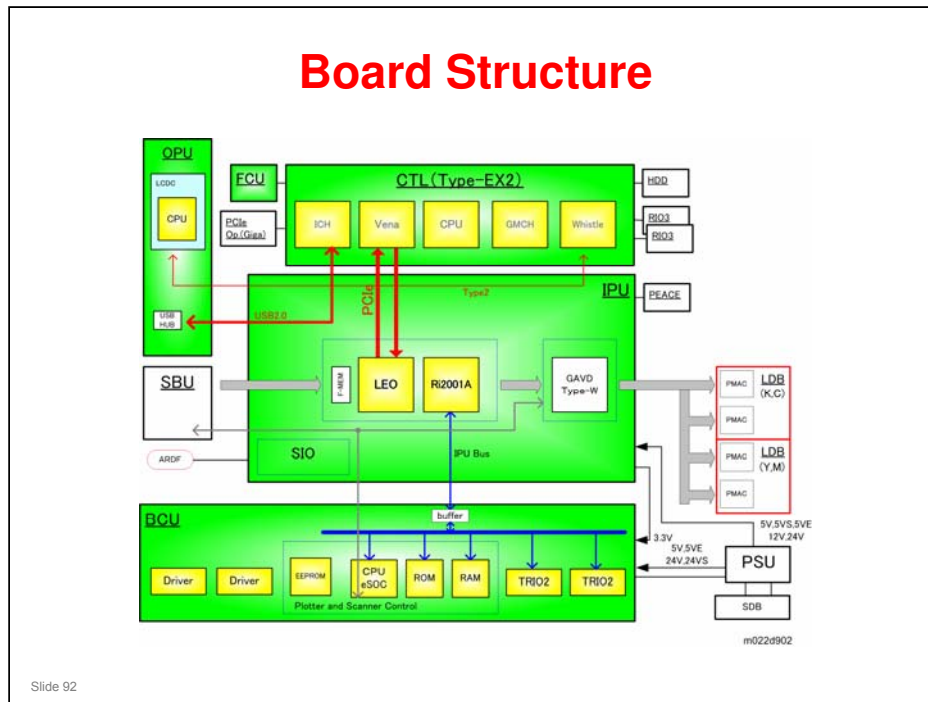 Board Structure
OPU
LCDC
CPU
USB
HUB
FCU
PCIe
Op.(Giga)
CTL(Type-EX2)
ICH
Vena
CPU
GMCH
Whistle
HDD
RIO3
RIO3
Type2
USB2.0
PCIe
IPU
PEACE
SBU
F-MEM
LEO
Ri2001A
GAVD
Type-W
PMAC
LDB
(K,C)
PMAC
PMAC
LDB
(Y,M)
PMAC
ARDF
SIO
IPU Bus
BCU
buffer
Driver
Driver
EEPROM
CPU
eSOC
ROM
RAM
TRIO2
TRIO2
Plotter and Scanner Control
3.3V
5V,5VE
24V,24VS
5V,5VS,5VE
12V,24V
PSU
SDB
m022d902
Slide 92